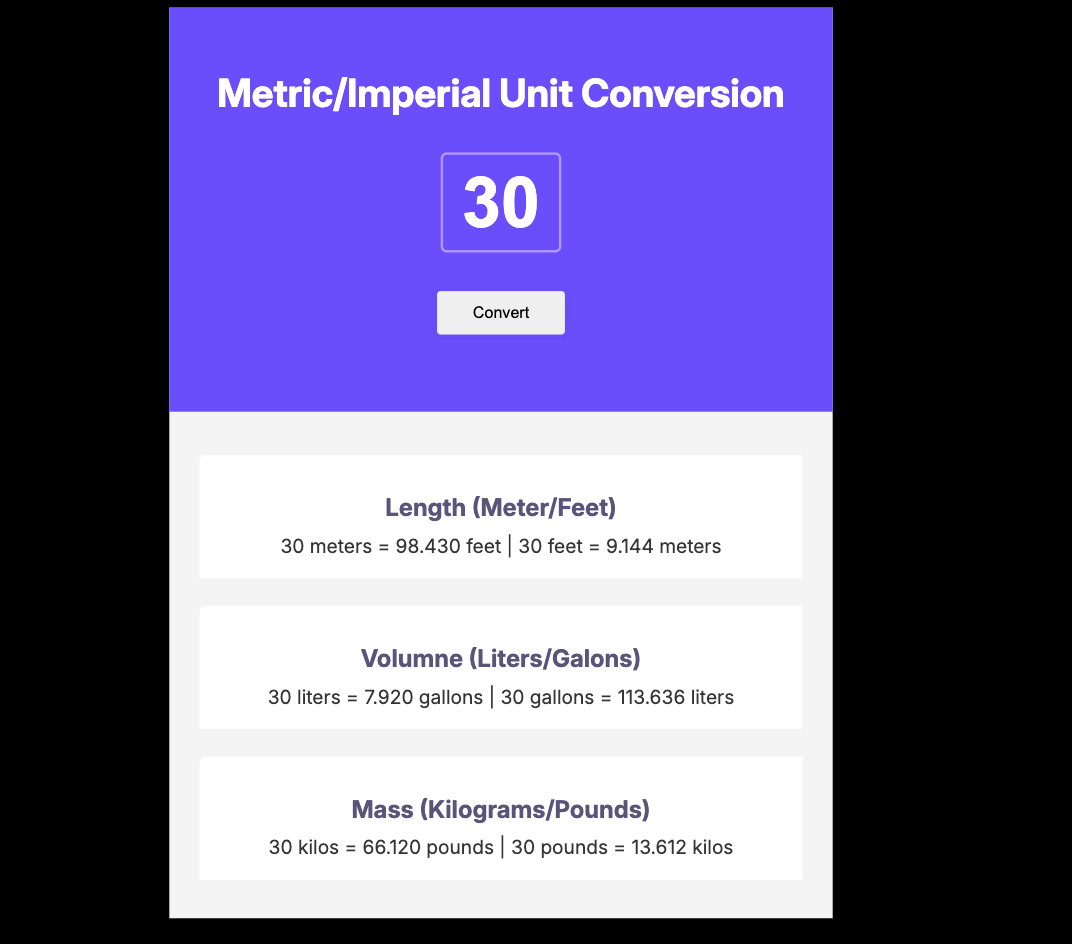 Metric/Imperial Unit Conversion
30
Convert
Length (Meter/Feet)
30 meters = 98.430 feet | 30 feet = 9.144 meters
Volumne (Liters/Galons)
30 liters = 7.920 gallons | 30 gallons = 113.636 liters
Mass (Kilograms/Pounds)
30 kilos = 66.120 pounds | 30 pounds = 13.612 kilos